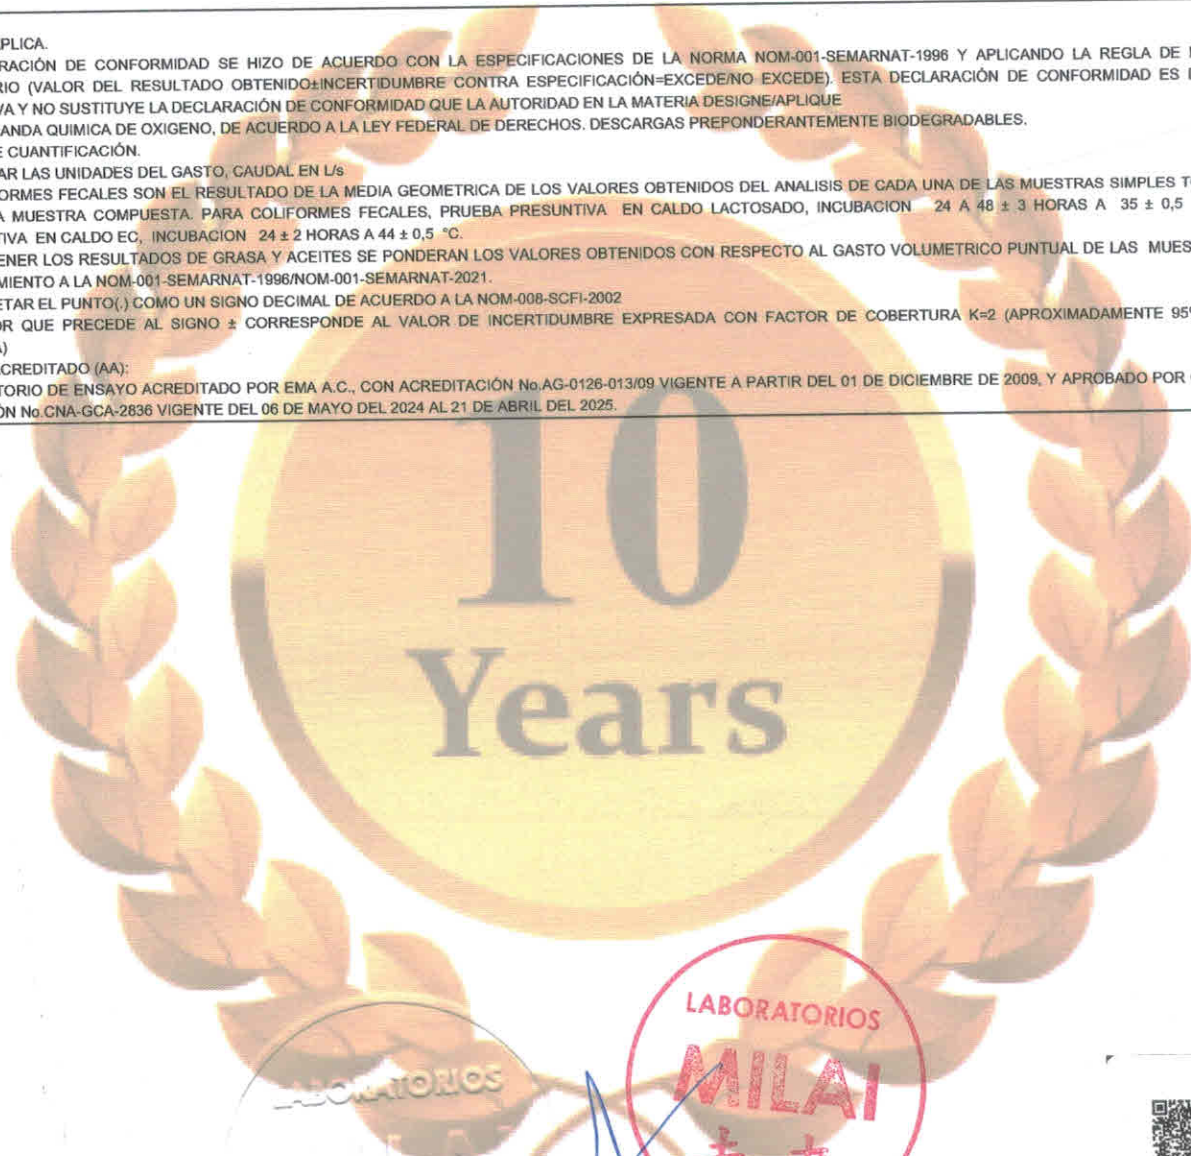 PLICA.
RACIÓN DE CONFORMIDAD SE HIZO DE ACUERDO CON LA ESPECIFICACIONES DE LA NORMA NOM-001-SEMARNAT-1996 Y APLICANDO LA REGLA DE
RIO (VALOR DEL RESULTADO OBTENIDO±INCERTIDUMBRE CONTRA ESPECIFICACIÓN=EXCEDE/NO EXCEDE). ESTA DECLARACIÓN DE CONFORMIDAD ES
VA Y NO SUSTITUYE LA DECLARACIÓN DE CONFORMIDAD QUE LA AUTORIDAD EN LA MATERIA DESIGNE/APLIQUE
ANDA QUIMICA DE OXIGENO, DE ACUERDO A LA LEY FEDERAL DE DERECHOS. DESCARGAS PREPONDERANTEMENTE BIODEGRADABLES.
E CUANTIFICACIÓN.
AR LAS UNIDADES DEL GASTO, CAUDAL EN L/s
FORMES FECALES SON EL RESULTADO DE LA MEDIA GEOMETRICA DE LOS VALORES OBTENIDOS DEL ANALISIS DE CADA UNA DE LAS MUESTRAS SIMPLES T
A MUESTRA COMPUESTA. PARA COLIFORMES FECALES, PRUEBA PRESUNTIVA EN CALDO LACTOSADO, INCUBACION 24 A 48 ± 3 HORAS A 35 ± 0,5
TIVA EN CALDO EC, INCUBACION 24 ± 2 HORAS A 44 ± 0,5 °C.
ENER LOS RESULTADOS DE GRASA Y ACEITES SE PONDERAN LOS VALORES OBTENIDOS CON RESPECTO AL GASTO VOLUMETRICO PUNTUAL DE LAS MUES
MIENTO A LA NOM-001-SEMARNAT-1996/NOM-001-SEMARNAT-2021.
ETAR EL PUNTO(.) COMO UN SIGNO DECIMAL DE ACUERDO A LA NOM-008-SCFI-2002
OR QUE PRECEDE AL SIGNO ± CORRESPONDE AL VALOR DE INCERTIDUMBRE EXPRESADA CON FACTOR DE COBERTURA K=2 (APROXIMADAMENTE 95
A)
CREDITADO (AA):
TORIO DE ENSAYO ACREDITADO POR EMA A.C., CON ACREDITACIÓN No.AG-0126-013/09 VIGENTE A PARTIR DEL 01 DE DICIEMBRE DE 2009, Y APROBADO POR
ÓN No.CNA-GCA-2836 VIGENTE DEL 06 DE MAYO DEL 2024 AL 21 DE ABRIL DEL 2025.
10
Years
LABORATORIOS
MILAI
LABORATORIOS